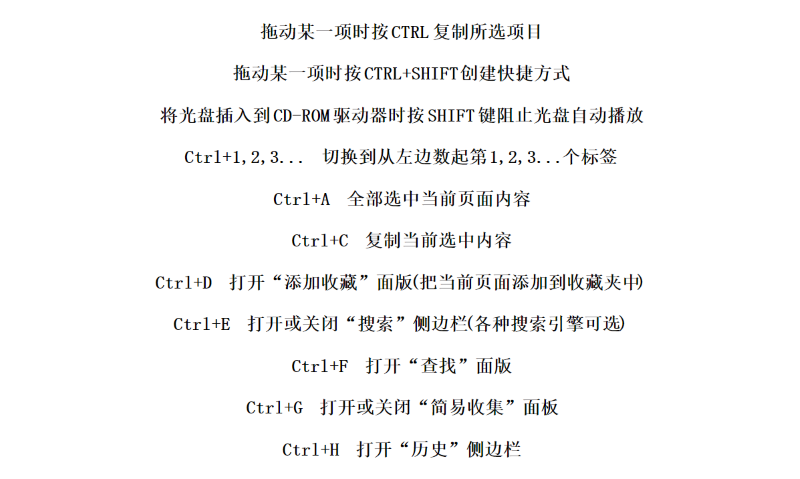 拖动某一项时按CTRL复制所选项目
拖动某一项时按CTRL+SHIFT创建快捷方式
将光盘插入到CD-ROM驱动器时按SHIFT键阻止光盘自动播放
Ctrl+1,2,3... 切换到从左边数起第1,2,3...个标签
Ctrl+A 全部选中当前页面内容
Ctrl+C 复制当前选中内容
Ctrl+D 打开“添加收藏”面版(把当前页面添加到收藏夹中)
Ctrl+E 打开或关闭“搜索”侧边栏(各种搜索引擎可选)
Ctrl+F 打开“查找”面版
Ctrl+G 打开或关闭“简易收集”面板
Ctrl+H 打开“历史”侧边栏